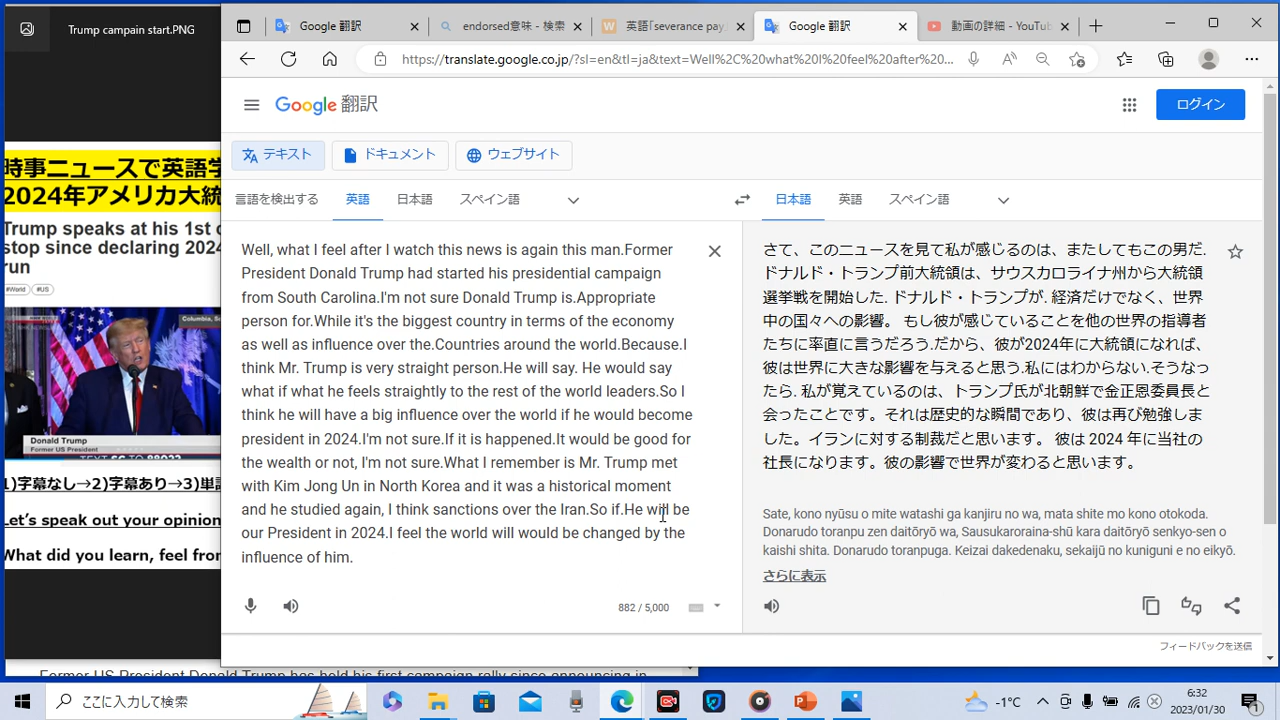 Trump campain start.PNG
Google 翻訳
endorsed意味 - 検索
英語「severance pay
Google 翻訳
動画の詳細 - YouTub
https://translate.google.co.jp/?sl=en&tl=ja&text=Well%2C%20what%20I%20feel%20after%20...
Google 翻訳
ログイン
テキスト
ドキュメント
ウェブサイト
言語を検出する
英語
日本語
スペイン語
日本語
英語
スペイン語
Well, what I feel after I watch this news is again this man.Former
President Donald Trump had started his presidential campaign
from South Carolina.I'm not sure Donald Trump is.Appropriate
person for.While it's the biggest country in terms of the economy
as well as influence over the.Countries around the world.Because.I
think Mr. Trump is very straight person.He will say. He would say
what if what he feels straightly to the rest of the world leaders.So I
think he will have a big influence over the world if he would become
president in 2024.I'm not sure.If it is happened.It would be good for
the wealth or not, I'm not sure.What I remember is Mr. Trump met
with Kim Jong Un in North Korea and it was a historical moment
and he studied again, I think sanctions over the Iran.So if.He will be
our President in 2024.I feel the world will would be changed by the
influence of him.
882 / 5,000
さて、このニュースを見て私が感じるのは、またしてもこの男だ.
ドナルド・トランプ前大統領は、サウスカロライナ州から大統領
選挙戦を開始した. ドナルド・トランプが. 経済だけでなく、世界
中の国々への影響。 もし彼が感じていることを他の世界の指導者
たちに率直に言うだろう.だから、彼が2024年に大統領になれば、
彼は世界に大きな影響を与えると思う.私にはわからない.そうなっ
たら. 私が覚えているのは、トランプ氏が北朝鮮で金正恩委員長と
会ったことです。それは歴史的な瞬間であり、彼は再び勉強しま
した。イランに対する制裁だと思います。 彼は 2024 年に当社の
社長になります。彼の影響で世界が変わると思います。
Sate, kono nyūsu o mite watashi ga kanjiru no wa, mata shite mo kono otokoda.
Donarudo toranpu zen daitōryō wa, Sausukaroraina-shū kara daitōryō senkyo-sen o
kaishi shita. Donarudo toranpuga. Keizai dakedenaku, sekaijū no kuniguni e no eikyō.
さらに表示
フィードバックを送信
時事ニュースで英語学
2024年アメリカ大統
Trump speaks at his 1st c
stop since declaring 2024
run
#World
#US
Columbia, So
Donald Trump
Former US President
TEXT SC TO 88022
1)字幕なし→2)字幕あり→3)単語
Let's speak out your opinion
What did you learn, feel from
Former US President Donald Trump has held his first campaign rally since announcing in
ここに入力して検索
-1°C
6:32
2023/01/30
1